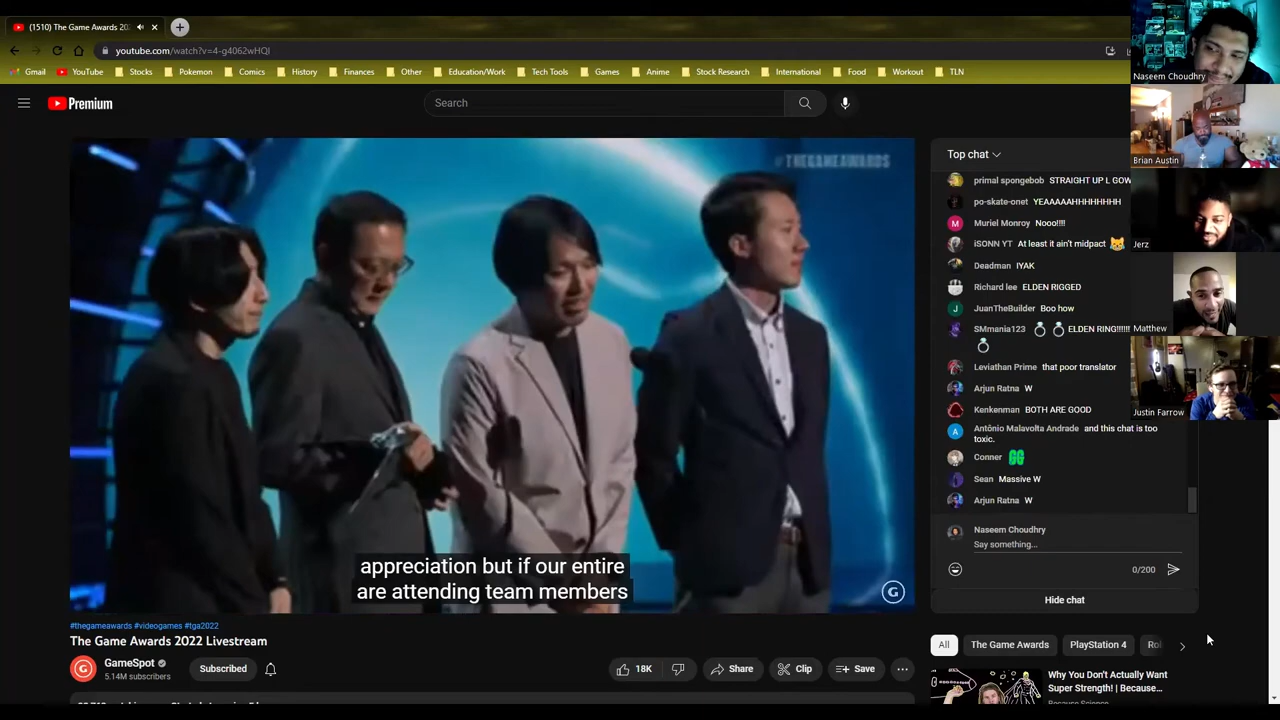 (1510) The Game Awards 20
youtube.com/watch?v=4-g4062wHQI
Gmail
YouTube
Stocks
Pokemon
Comics
History
Finances
Other
Education/Work
Tech Tools
Games
Anime
Stock Research
International
Food
Workout
TLN
Premium
Search
#THEGAMEAWARDS
appreciation but if our entire
are attending team members
G
#thegameawards #videogames #tga2022
The Game Awards 2022 Livestream
G
GameSpot
5.14M subscribers
Subscribed
18K
Share
Clip
Save
Top chat
primal spongebob STRAIGHT UP L GOW
po-skate-onet YEAAAAAHHHHHHHH
M Muriel Monroy Nooo!!!!
iSONN YT At least it ain't midpact
Deadman IYAK
Richard lee ELDEN RIGGED
J JuanTheBuilder Boo how
SMmania123 ELDEN RING!!!!!!
Leviathan Prime that poor translator
Arjun Ratna W
Kenkenman BOTH ARE GOOD
A Antônio Malavolta Andrade and this chat is too
toxic.
Conner GG
Sean Massive W
Arjun Ratna W
Naseem Choudhry
Say something...
0/200
Hide chat
All
The Game Awards
PlayStation 4
Why You Don't Actually Want
Super Strength! | Because...
Because Science
Naseem Choudhry
Brian Austin
Jerz
Matthew
Justin Farrow